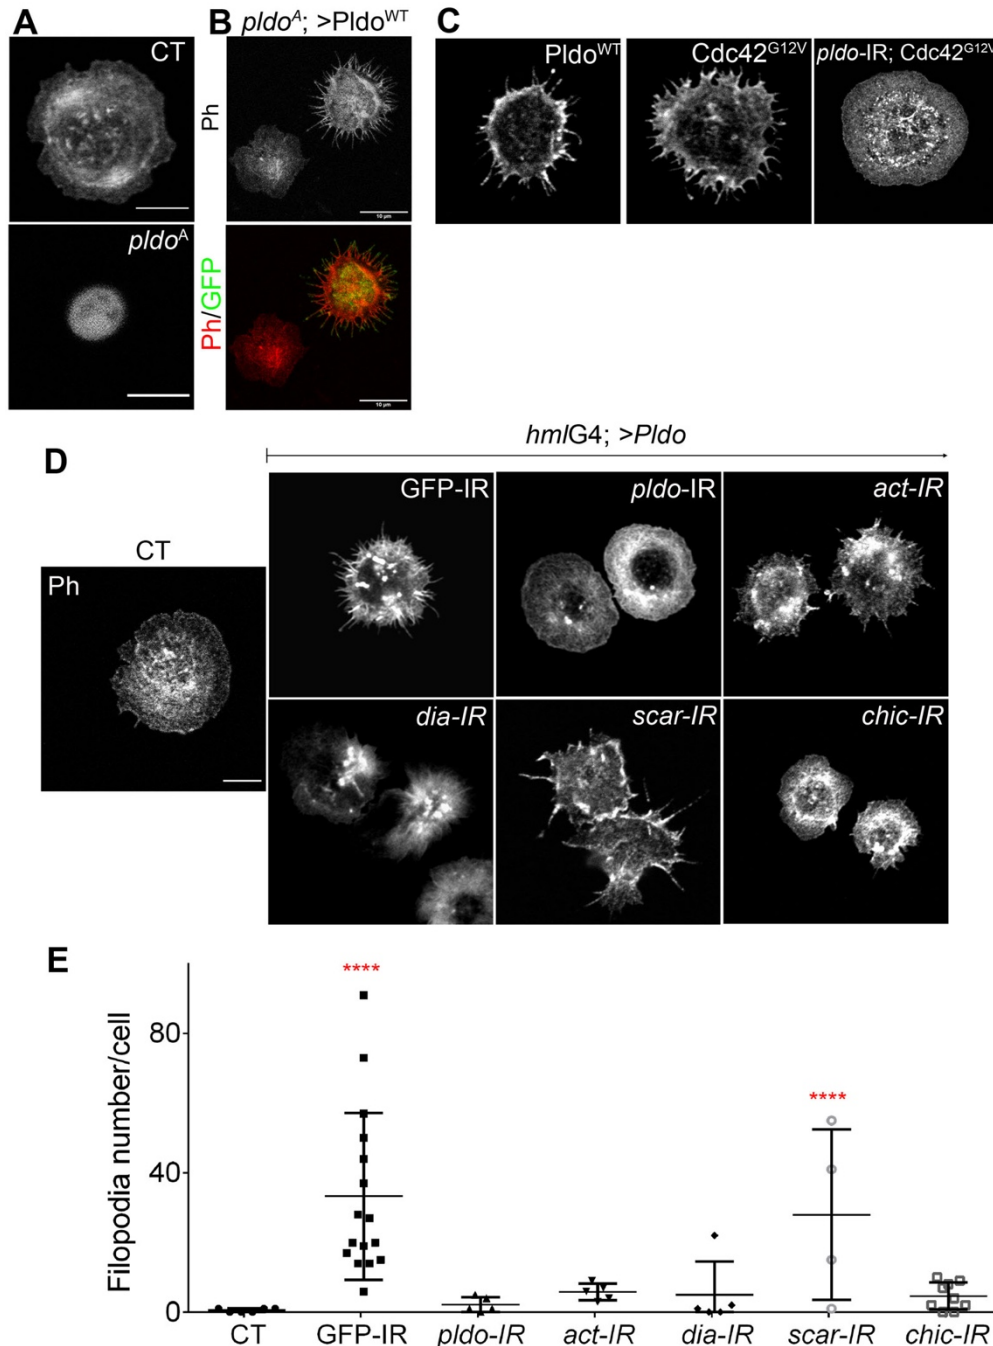 A
CT
pldoᴬ
B
pldoᴬ; >Pldoᵂᵀ
Ph
10 µm
Ph/GFP
10 µm
C
Pldoᵂᵀ
Cdc42ᴳ¹²ⱽ
pldo-IR; Cdc42ᴳ¹²ⱽ
D
hmlG4; >Pldo
CT
Ph
GFP-IR
pldo-IR
act-IR
dia-IR
scar-IR
chic-IR
E
Filopodia number/cell
80
40
0
****
****
CT
GFP-IR
pldo-IR
act-IR
dia-IR
scar-IR
chic-IR